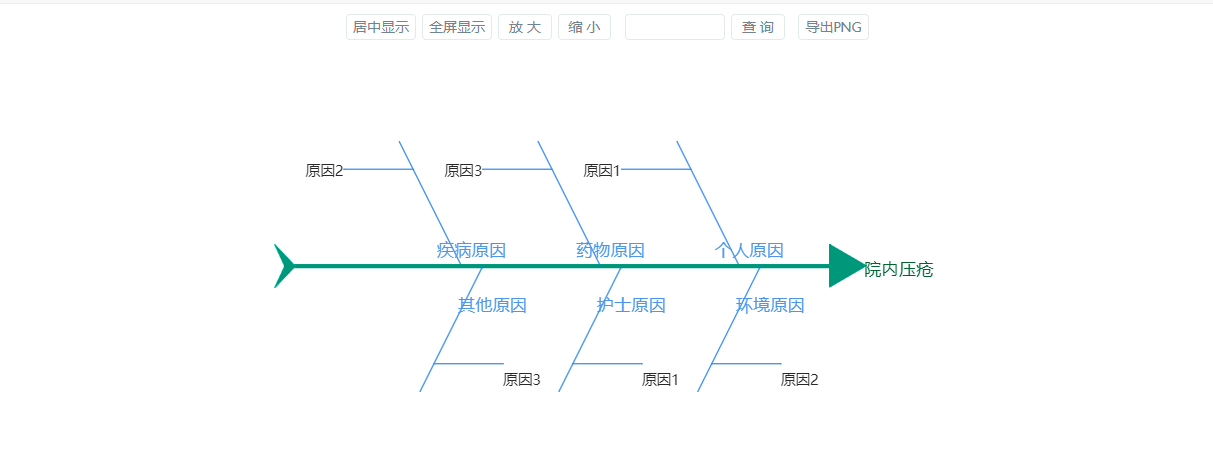 居中显示 全屏显示 放 大 缩 小 查 询 导出PNG
原因2 原因3 原因1
疾病原因 药物原因 个人原因
院内压疮
其他原因 护士原因 环境原因
原因3 原因1 原因2